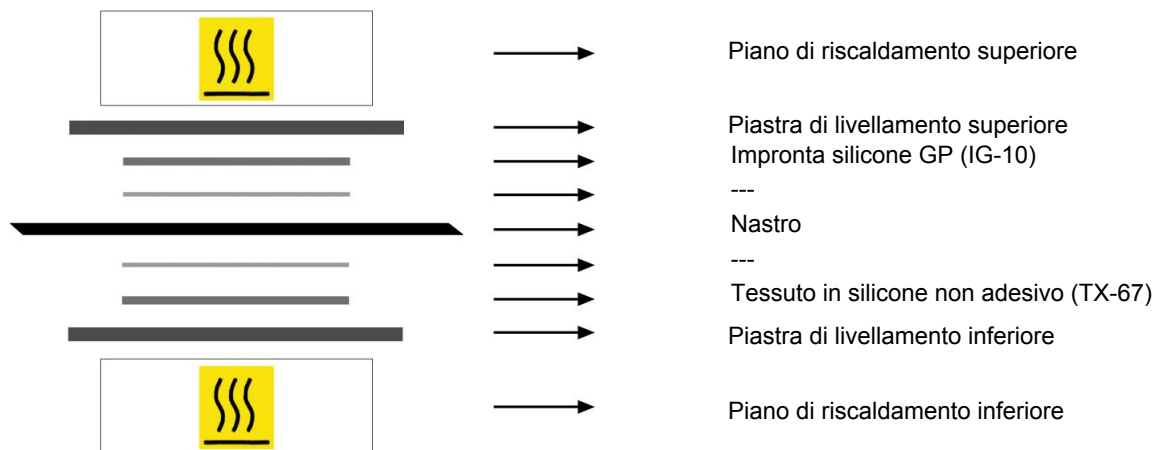 Piano di riscaldamento superiore
Piastra di livellamento superiore
Impronta silicone GP (IG-10)
---
Nastro
---
Tessuto in silicone non adesivo (TX-67)
Piastra di livellamento inferiore
Piano di riscaldamento inferiore